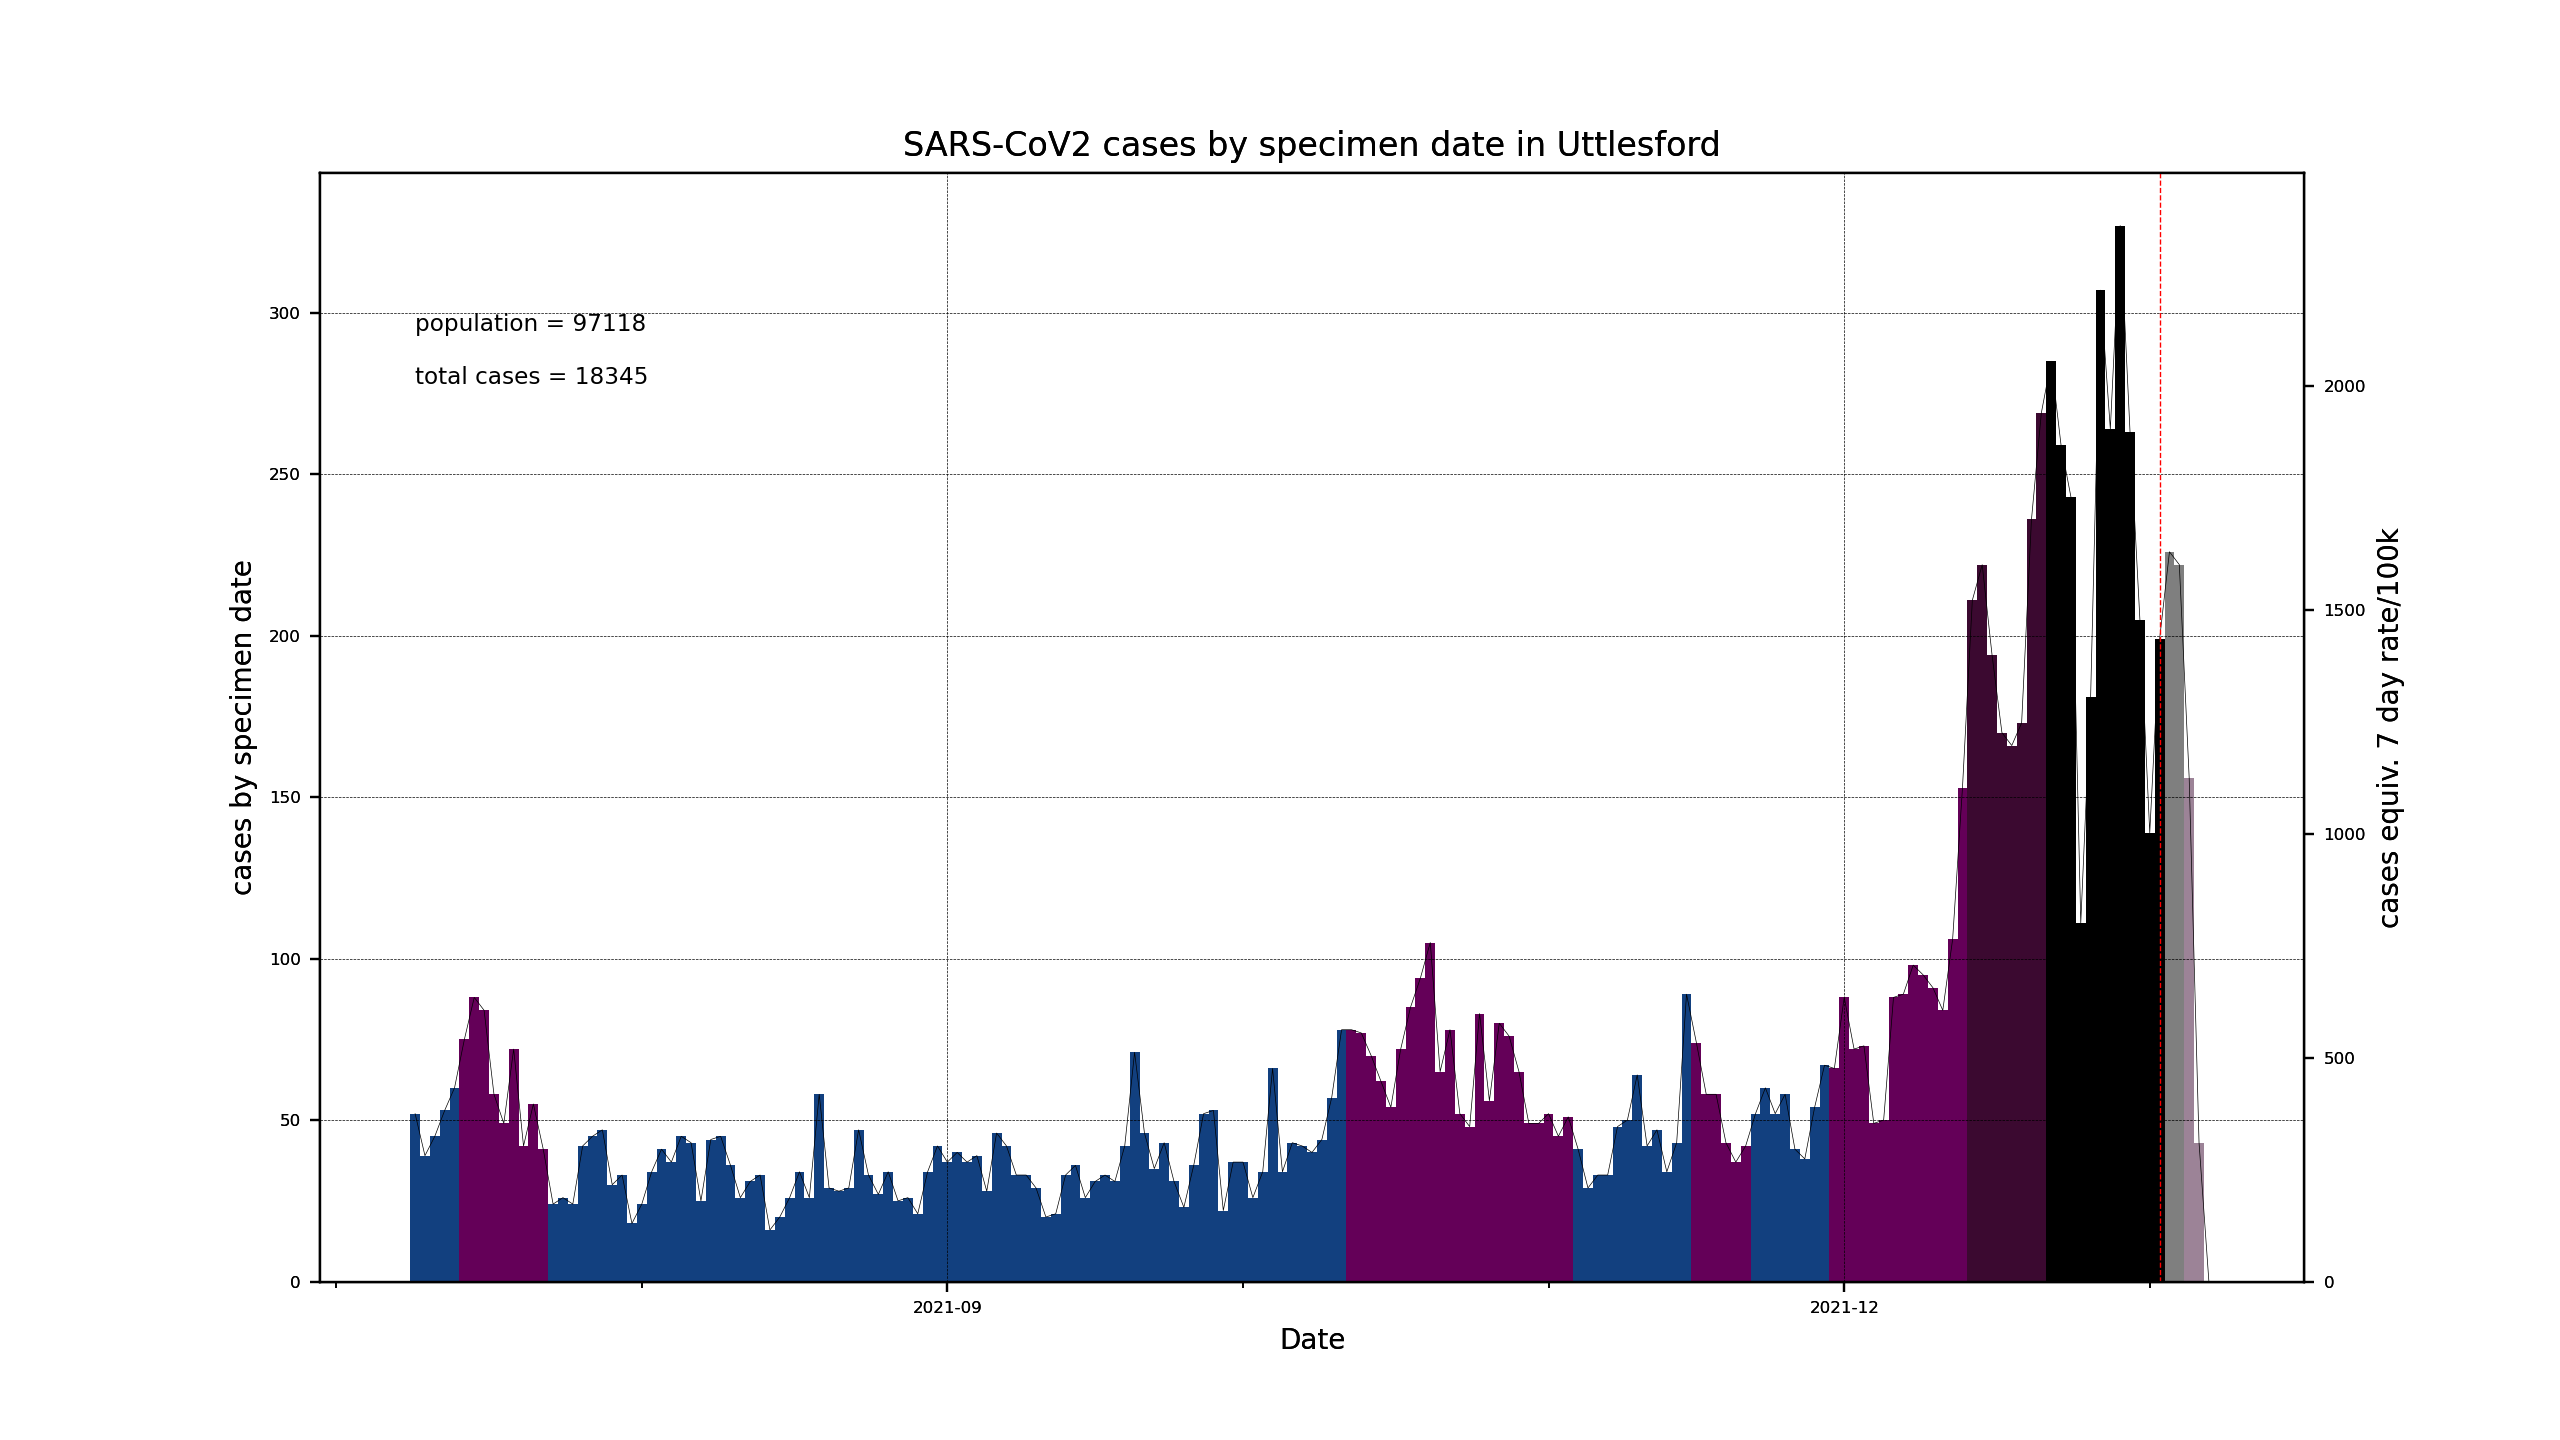 SARS-CoV2 cases by specimen date in Uttlesford
population = 97118
total cases = 18345
cases by specimen date
300
250
200
150
100
50
0
2000
1500
1000
500
0
cases equiv. 7 day rate/100k
2021-09
2021-12
Date